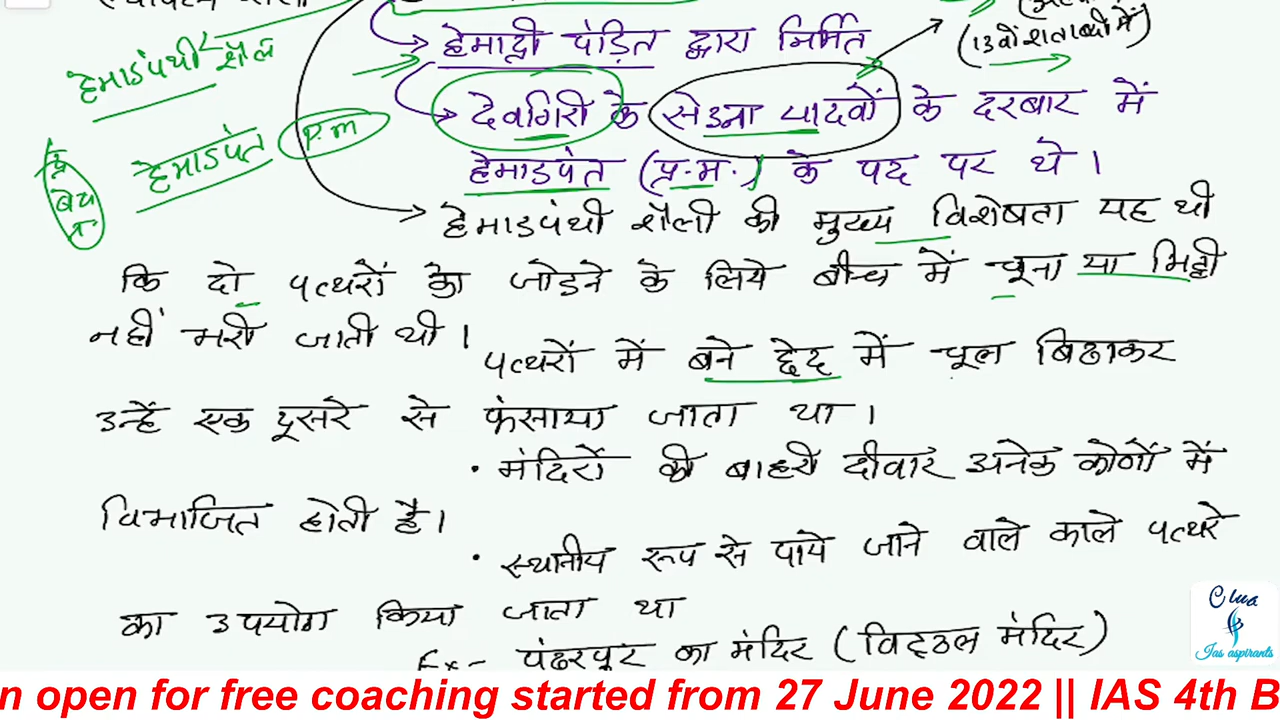 हेमाद्री पंड़ित द्वारा निर्मित
(13वीं शताब्दी में)
हेमाडपंथी शैली
देवगिरी के सेउना यादवों के दरबार में
हेमाडपंत P.m
हेमाडपंत (प्र.म.) के पद पर थे।
हेमाडपंथी शैली की मुख्य विशेषता यह थी
कि दो पत्थरों को जोडने के लिये बीच में चूना या मिट्टी
नहीं भरी जाती थी।
पत्थरों में बने छेद में चूल बिठाकर
उन्हें एक दूसरे से फंसाया जाता था।
• मंदिरों की बाहरी दीवार अनेक कोणों में
विभाजित होती है।
• स्थानीय रूप से पाये जाने वाले काले पत्थरे
का उपयोग किया जाता था
Ex- पंढरपूर का मंदिर (विट्ठल मंदिर)
Ias aspirants
n open for free coaching started from 27 June 2022 || IAS 4th B